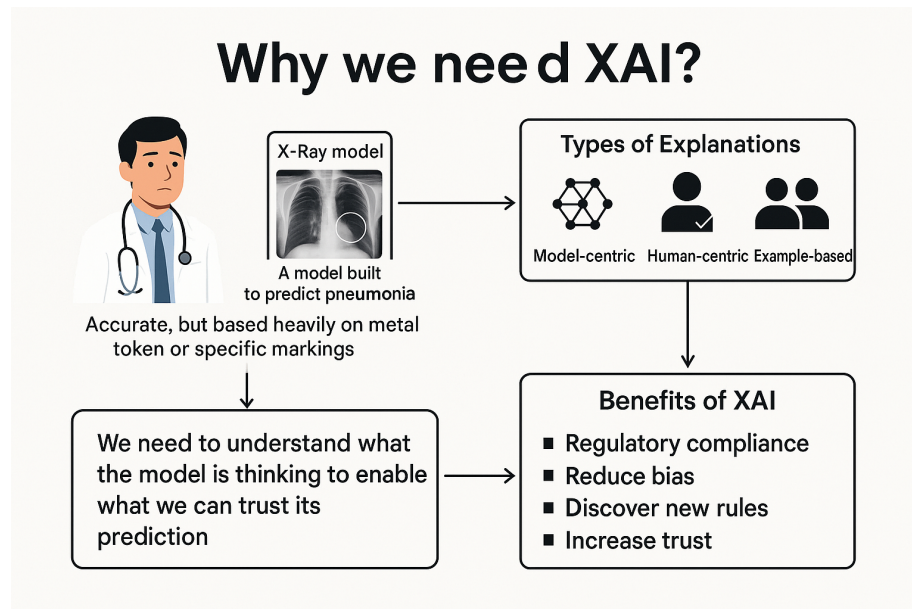 Why we need XAI?
X-Ray model
A model built
to predict pneumonia
Accurate, but based heavily on metal
token or specific markings
Types of Explanations
Model-centric
Human-centric
Example-based
We need to understand what
the model is thinking to enable
what we can trust its
prediction
Benefits of XAI
■ Regulatory compliance
■ Reduce bias
■ Discover new rules
■ Increase trust